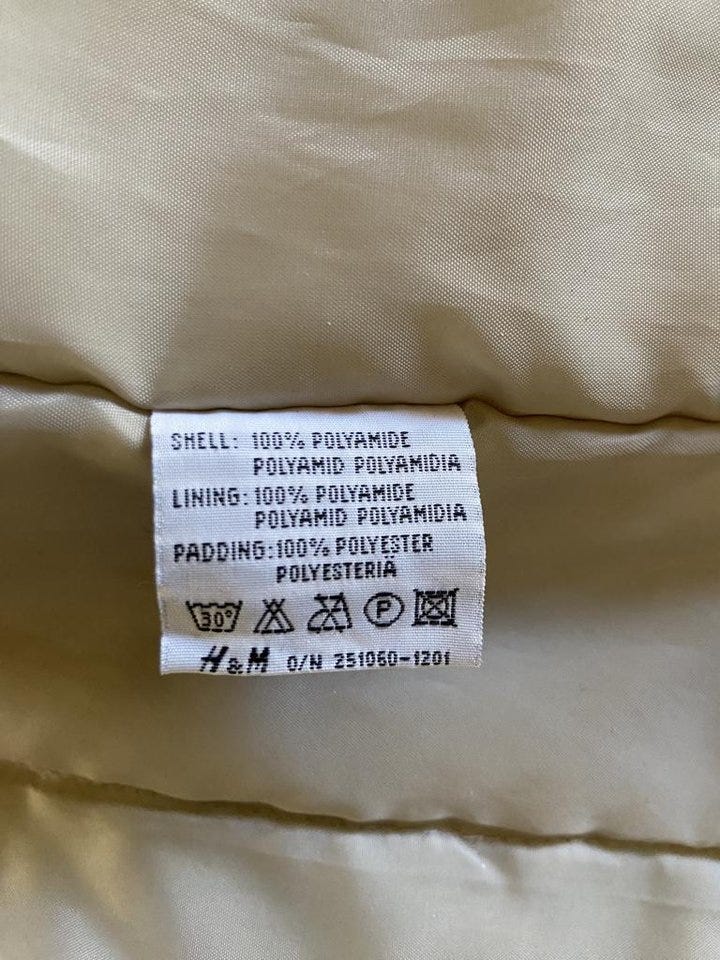 SHELL: 100% POLYAMIDE
POLYAMID POLYAMIDIA
LINING: 100% POLYAMIDE
POLYAMID POLYAMIDIA
PADDING: 100% POLYESTER
POLYESTERIÄ
30° P
H&M O/N 251060-1201